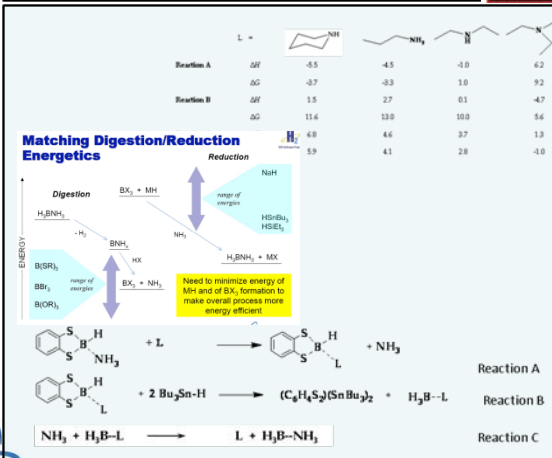 L = NH NH₂ N H N
Reaction A ΔH -5.5 -4.5 -1.0 6.2
ΔG -3.7 -3.3 1.0 9.2
Reaction B ΔH 1.5 2.7 0.1 -4.7
ΔG 11.6 13.0 10.0 5.6
6.0 4.6 3.7 1.3
5.9 4.1 2.8 -1.0
Matching Digestion/Reduction
Energetics
H₂
Reduction
NaH
Digestion
BX₃ + MH
range of
energies
H₃BNH₃
- H₂
NH₃
HSnBu₃
HSiEt₃
BNHₓ
HX
H₃BNH₃ + MX
ENERGY
B(SR)₃
BBr₃
B(OR)₃
range of
energies
BX₃ + NH₃
Need to minimize energy of
MH and of BX₃ formation to
make overall process more
energy efficient
S B H S NH₃ + L S B H S L + NH₃
Reaction A
S B H S L + 2 Bu₃Sn-H (C₆H₄S₂)(SnBu₃)₂ + H₃B--L
Reaction B
NH₃ + H₃B--L L + H₃B--NH₃
Reaction C